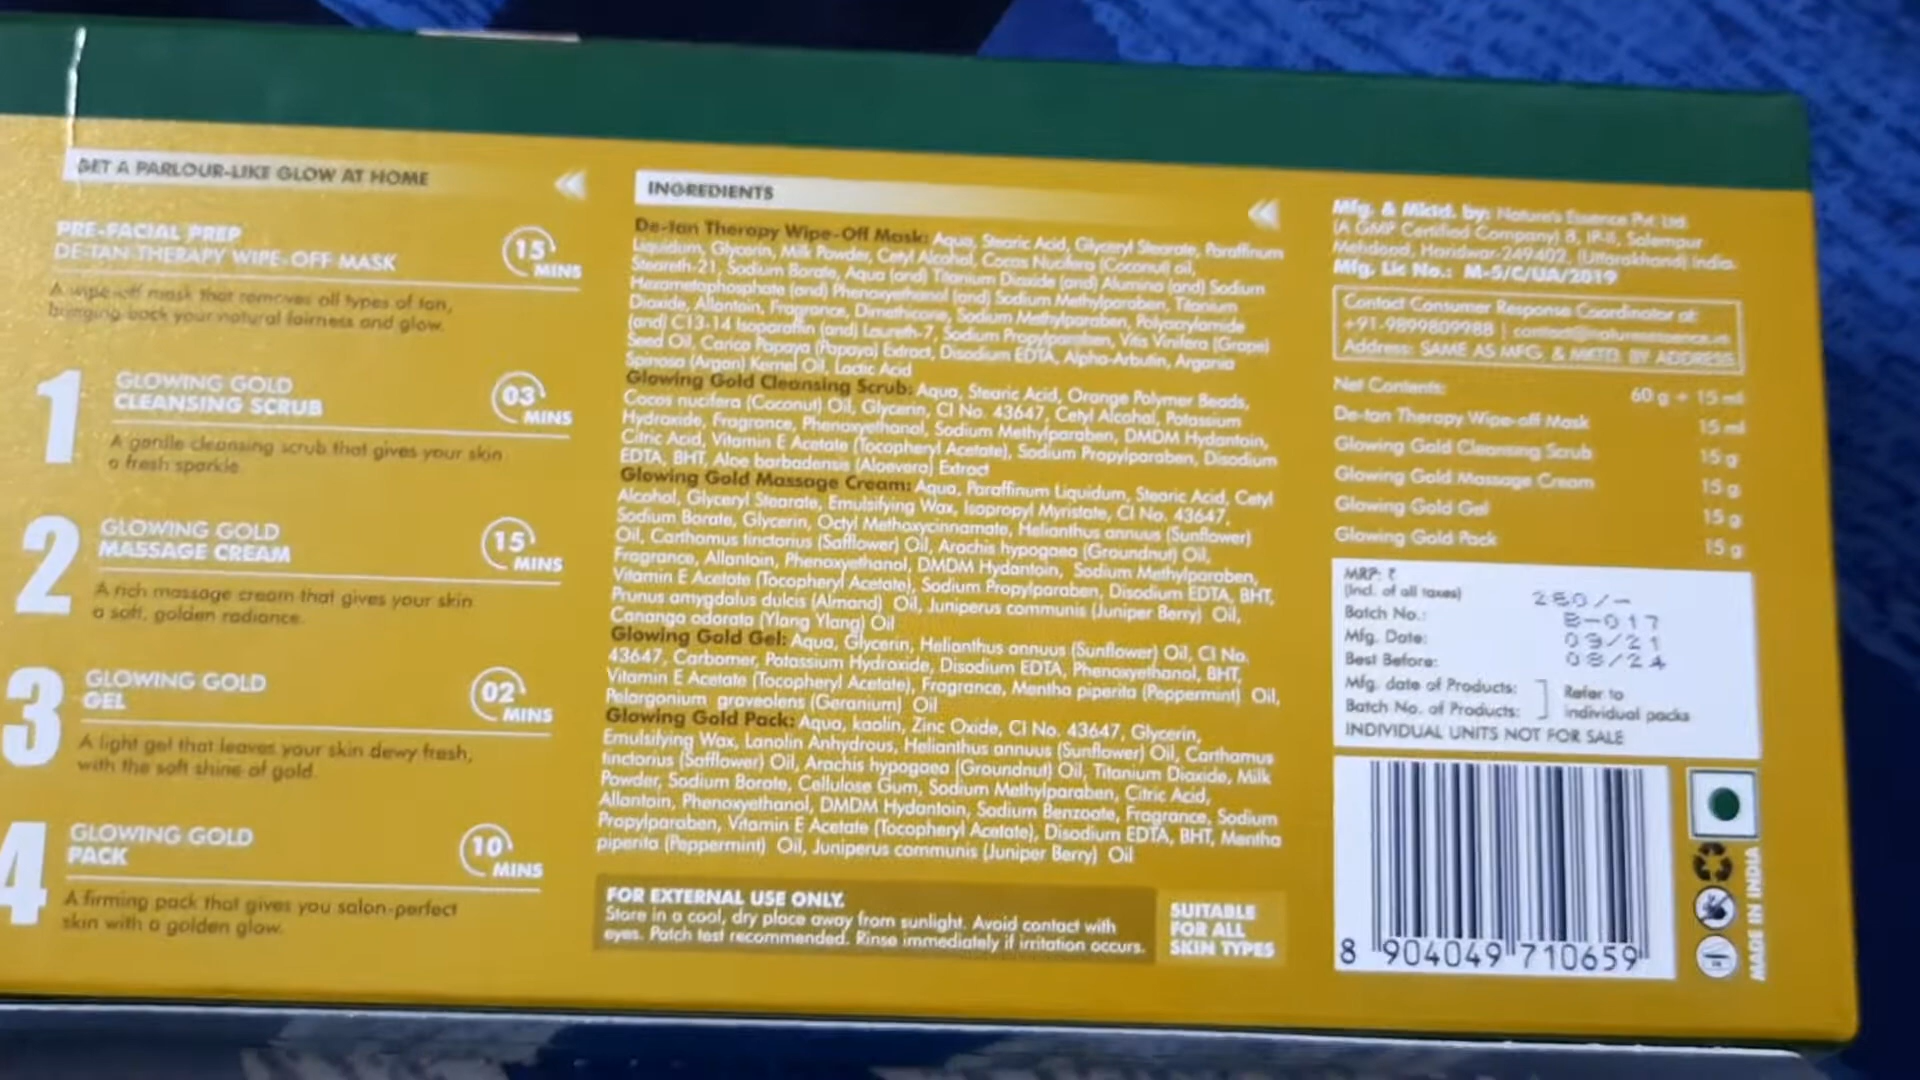 GET A PARLOUR-LIKE GLOW AT HOME
PRE-FACIAL PREP
DE-TAN THERAPY WIPE-OFF MASK
15 MINS
A wipe-off mask that removes all types of tan,
bringing back your natural fairness and glow.
1
GLOWING GOLD
CLEANSING SCRUB
03 MINS
A gentle cleansing scrub that gives your skin
a fresh sparkle
2
GLOWING GOLD
MASSAGE CREAM
15 MINS
A rich massage cream that gives your skin
a soft, golden radiance.
3
GLOWING GOLD
GEL
02 MINS
A light gel that leaves your skin dewy fresh,
with the soft shine of gold.
4
GLOWING GOLD
PACK
10 MINS
A firming pack that gives you salon-perfect
skin with a golden glow.
INGREDIENTS
De-tan Therapy Wipe-Off Mask: Aqua, Stearic Acid, Glyceryl Stearate, Paraffinum
Liquidum, Glycerin, Milk Powder, Cetyl Alcohol, Cocos Nucifera (Coconut) oil,
Steareth-21, Sodium Borate, Aqua (and) Titanium Dioxide (and) Alumina (and) Sodium
Hexametaphosphate (and) Phenoxyethanol (and) Sodium Methylparaben, Titanium
Dioxide, Allantoin, Fragrance, Dimethicone, Sodium Methylparaben, Polyacrylamide
(and) C13-14 Isoparaffin (and) Laureth-7, Sodium Propylparaben, Vitis Vinifera (Grape)
Seed Oil, Carica Papaya (Papaya) Extract, Disodium EDTA, Alpha-Arbutin, Argania
Spinosa (Argan) Kernel Oil, Lactic Acid
Glowing Gold Cleansing Scrub: Aqua, Stearic Acid, Orange Polymer Beads,
Cocos nucifera (Coconut) Oil, Glycerin, CI No. 43647, Cetyl Alcohol, Potassium
Hydroxide, Fragrance, Phenoxyethanol, Sodium Methylparaben, DMDM Hydantoin,
Citric Acid, Vitamin E Acetate (Tocopheryl Acetate), Sodium Propylparaben, Disodium
EDTA, BHT, Aloe barbadensis (Aloevera) Extract
Glowing Gold Massage Cream: Aqua, Paraffinum Liquidum, Stearic Acid, Cetyl
Alcohol, Glyceryl Stearate, Emulsifying Wax, Isopropyl Myristate, CI No. 43647,
Sodium Borate, Glycerin, Octyl Methoxycinnamate, Helianthus annuus (Sunflower)
Oil, Carthamus tinctorius (Safflower) Oil, Arachis hypogaea (Groundnut) Oil,
Fragrance, Allantoin, Phenoxyethanol, DMDM Hydantoin, Sodium Methylparaben,
Vitamin E Acetate (Tocopheryl Acetate), Sodium Propylparaben, Disodium EDTA, BHT,
Prunus amygdalus dulcis (Almond) Oil, Juniperus communis (Juniper Berry) Oil,
Cananga odorata (Ylang Ylang) Oil
Glowing Gold Gel: Aqua, Glycerin, Helianthus annuus (Sunflower) Oil, CI No.
43647, Carbomer, Potassium Hydroxide, Disodium EDTA, Phenoxyethanol, BHT,
Vitamin E Acetate (Tocopheryl Acetate), Fragrance, Mentha piperita (Peppermint) Oil,
Pelargonium graveolens (Geranium) Oil
Glowing Gold Pack: Aqua, kaolin, Zinc Oxide, CI No. 43647, Glycerin,
Emulsifying Wax, Lanolin Anhydrous, Helianthus annuus (Sunflower) Oil, Carthamus
tinctorius (Safflower) Oil, Arachis hypogaea (Groundnut) Oil, Titanium Dioxide, Milk
Powder, Sodium Borate, Cellulose Gum, Sodium Methylparaben, Citric Acid,
Allantoin, Phenoxyethanol, DMDM Hydantoin, Sodium Benzoate, Fragrance, Sodium
Propylparaben, Vitamin E Acetate (Tocopheryl Acetate), Disodium EDTA, BHT, Mentha
piperita (Peppermint) Oil, Juniperus communis (Juniper Berry) Oil
FOR EXTERNAL USE ONLY.
Store in a cool, dry place away from sunlight. Avoid contact with
eyes. Patch test recommended. Rinse immediately if irritation occurs.
SUITABLE
FOR ALL
SKIN TYPES
Mfg. & Mktd. by: Nature's Essence Pvt. Ltd.
(A GMP Certified Company) 8, IP-II, Salempur
Mehdood, Haridwar-249402, (Uttarakhand) India.
Mfg. Lic No.: M-5/C/UA/2019
Contact Consumer Response Coordinator at:
+91-9899809988 |
Address: SAME AS MFG. & MKTD. BY ADDRESS
Net Contents: 60 g + 15 ml
De-tan Therapy Wipe-off Mask 15 ml
Glowing Gold Cleansing Scrub 15 g
Glowing Gold Massage Cream 15 g
Glowing Gold Gel 15 g
Glowing Gold Pack 15 g
MRP: ₹ 280/-
(Incl. of all taxes)
Batch No.: B-017
Mfg. Date: 09/21
Best Before: 08/24
Mfg. date of Products: ] Refer to
Batch No. of Products: ] individual packs
INDIVIDUAL UNITS NOT FOR SALE
8 904049 710659
MADE IN INDIA